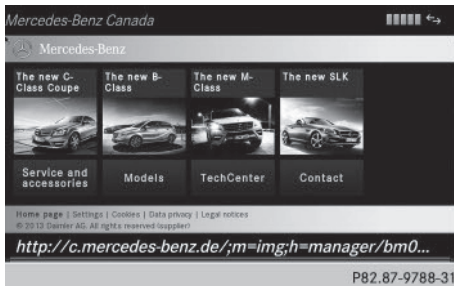 Mercedes-Benz Canada
Mercedes-Benz
The new C-
Class Coupe
The new B-
Class
The new M-
Class
The new SLK
Service and
accessories
Models
TechCenter
Contact
Home page | Settings | Cookies | Data privacy | Legal notices
© 2013 Daimler AG. All rights reserved (supplier)
http://c.mercedes-benz.de/;m=img;h=manager/bm0...
P82.87-9788-31